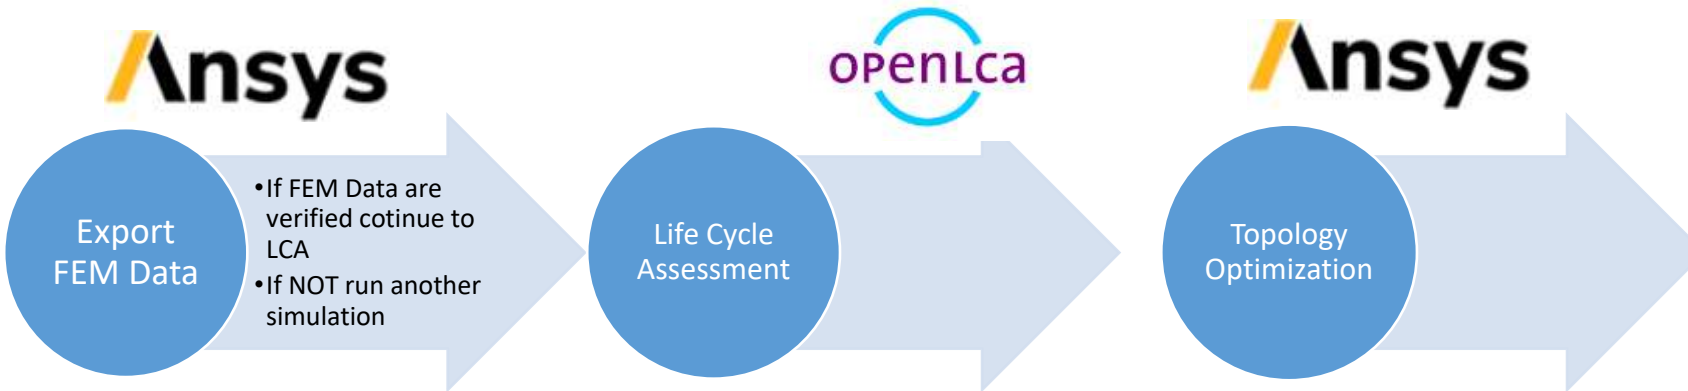 Ansys
openLca
Ansys
Export
FEM Data
•If FEM Data are
verified cotinue to
LCA
•If NOT run another
simulation
Life Cycle
Assessment
Topology
Optimization